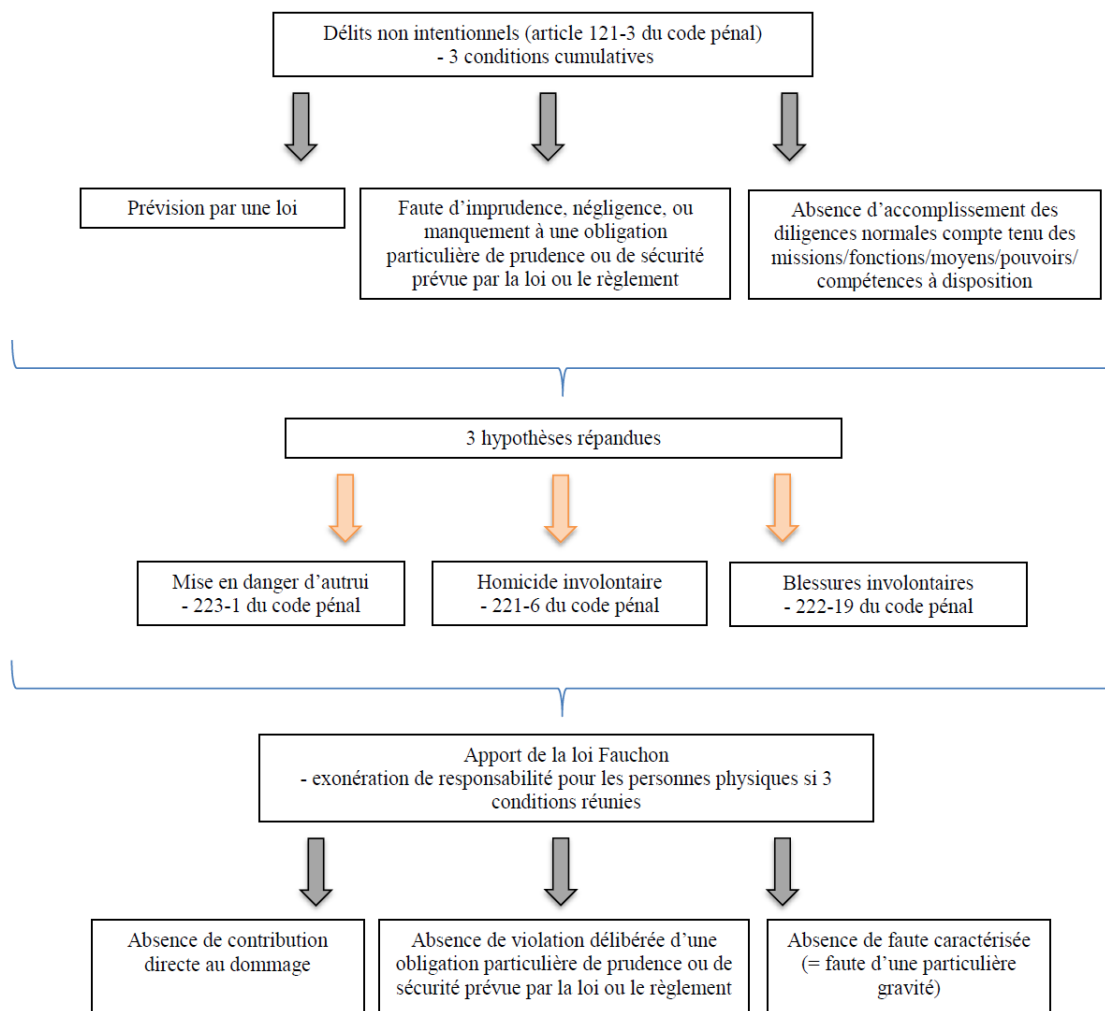 Délits non intentionnels (article 121-3 du code pénal)
- 3 conditions cumulatives
Prévision par une loi
Faute d’imprudence, négligence, ou
manquement à une obligation
particulière de prudence ou de sécurité
prévue par la loi ou le règlement
Absence d’accomplissement des
diligences normales compte tenu des
missions/fonctions/moyens/pouvoirs/
compétences à disposition
3 hypothèses répandues
Mise en danger d’autrui
- 223-1 du code pénal
Homicide involontaire
- 221-6 du code pénal
Blessures involontaires
- 222-19 du code pénal
Apport de la loi Fauchon
- exonération de responsabilité pour les personnes physiques si 3
conditions réunies
Absence de contribution
directe au dommage
Absence de violation délibérée d’une
obligation particulière de prudence ou de
sécurité prévue par la loi ou le règlement
Absence de faute caractérisée
(= faute d’une particulière
gravité)